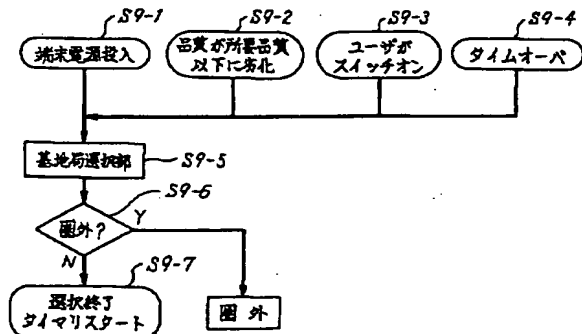 S9-1
端末電源投入
S9-2
品質が所要品質
以下に劣化
S9-3
ユーザが
スイッチオン
S9-4
タイムオーバ
基地局選択部
S9-5
S9-6
圏外?
Y
N
S9-7
選択終了
タイマリスタート
圏外